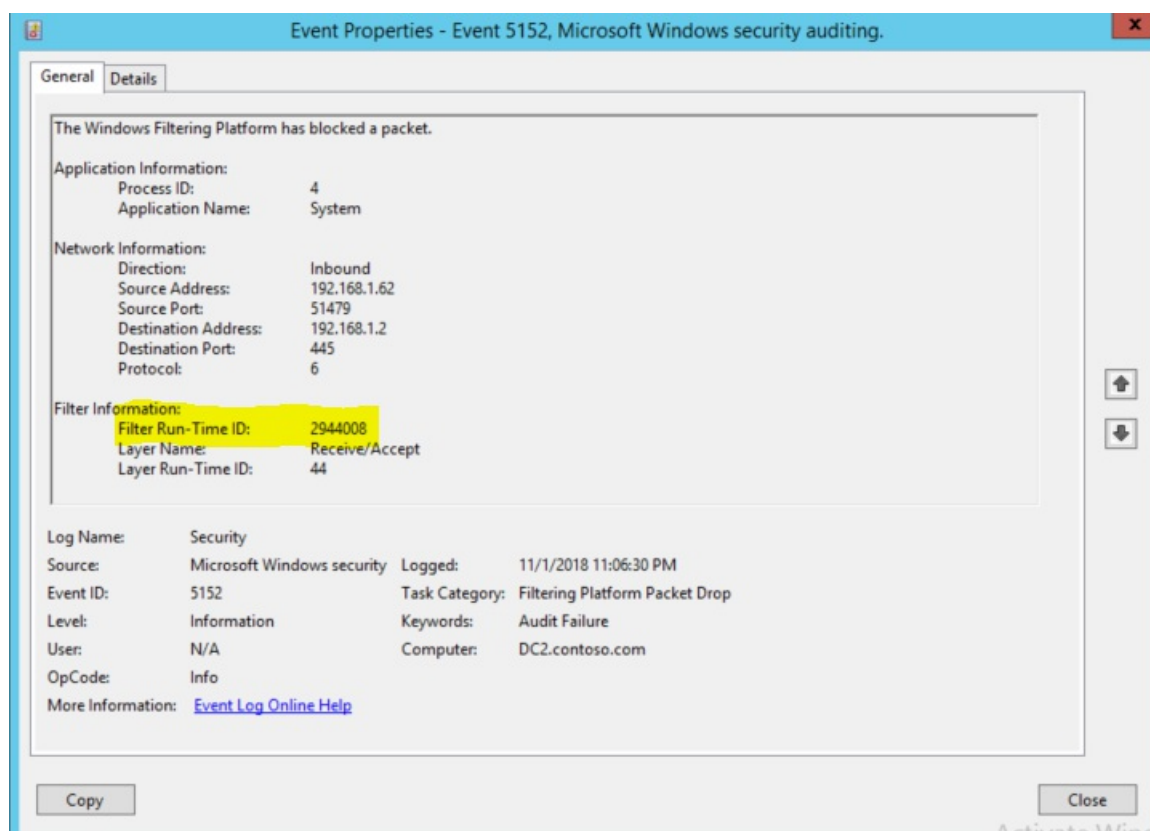 Event Properties - Event 5152, Microsoft Windows security auditing.
x
General Details
The Windows Filtering Platform has blocked a packet.
Application Information:
Process ID: 4
Application Name: System
Network Information:
Direction: Inbound
Source Address: 192.168.1.62
Source Port: 51479
Destination Address: 192.168.1.2
Destination Port: 445
Protocol: 6
Filter Information:
Filter Run-Time ID: 2944008
Layer Name: Receive/Accept
Layer Run-Time ID: 44
Log Name: Security
Source: Microsoft Windows security Logged: 11/1/2018 11:06:30 PM
Event ID: 5152 Task Category: Filtering Platform Packet Drop
Level: Information Keywords: Audit Failure
User: N/A Computer: DC2.contoso.com
OpCode: Info
More Information: Event Log Online Help
Copy Close